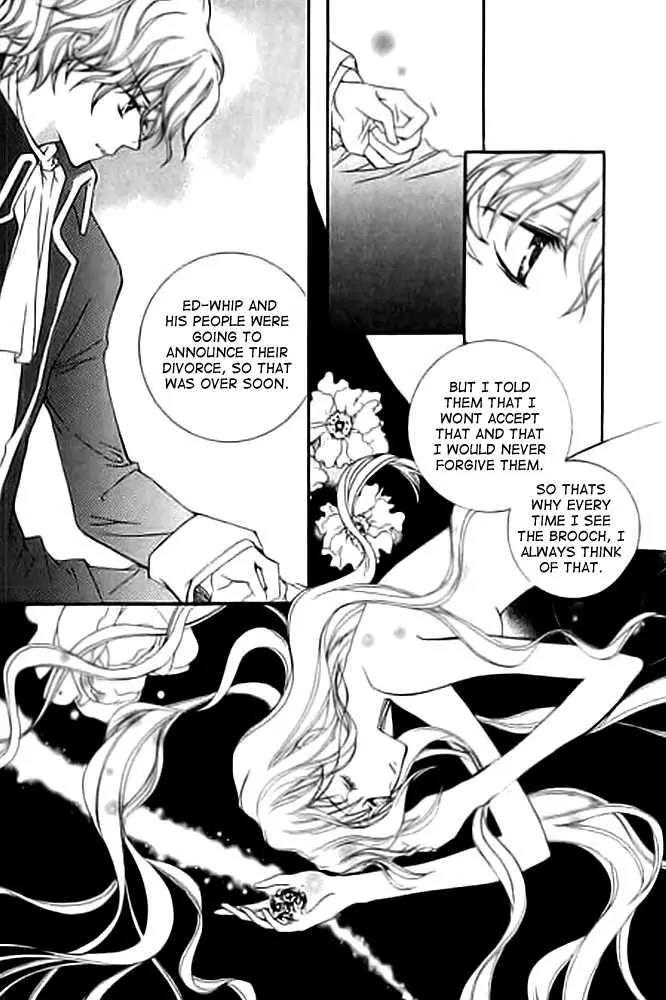 ED-WHIP AND
HIS PEOPLE WERE
GOING TO
ANNOUNCE THEIR
DIVORCE, SO THAT
WAS OVER SOON.
BUT I TOLD
THEM THAT I
WONT ACCEPT
THAT AND THAT
I WOULD NEVER
FORGIVE THEM.
SO THATS
WHY EVERY
TIME I SEE
THE BROOCH, I
ALWAYS THINK
OF THAT.